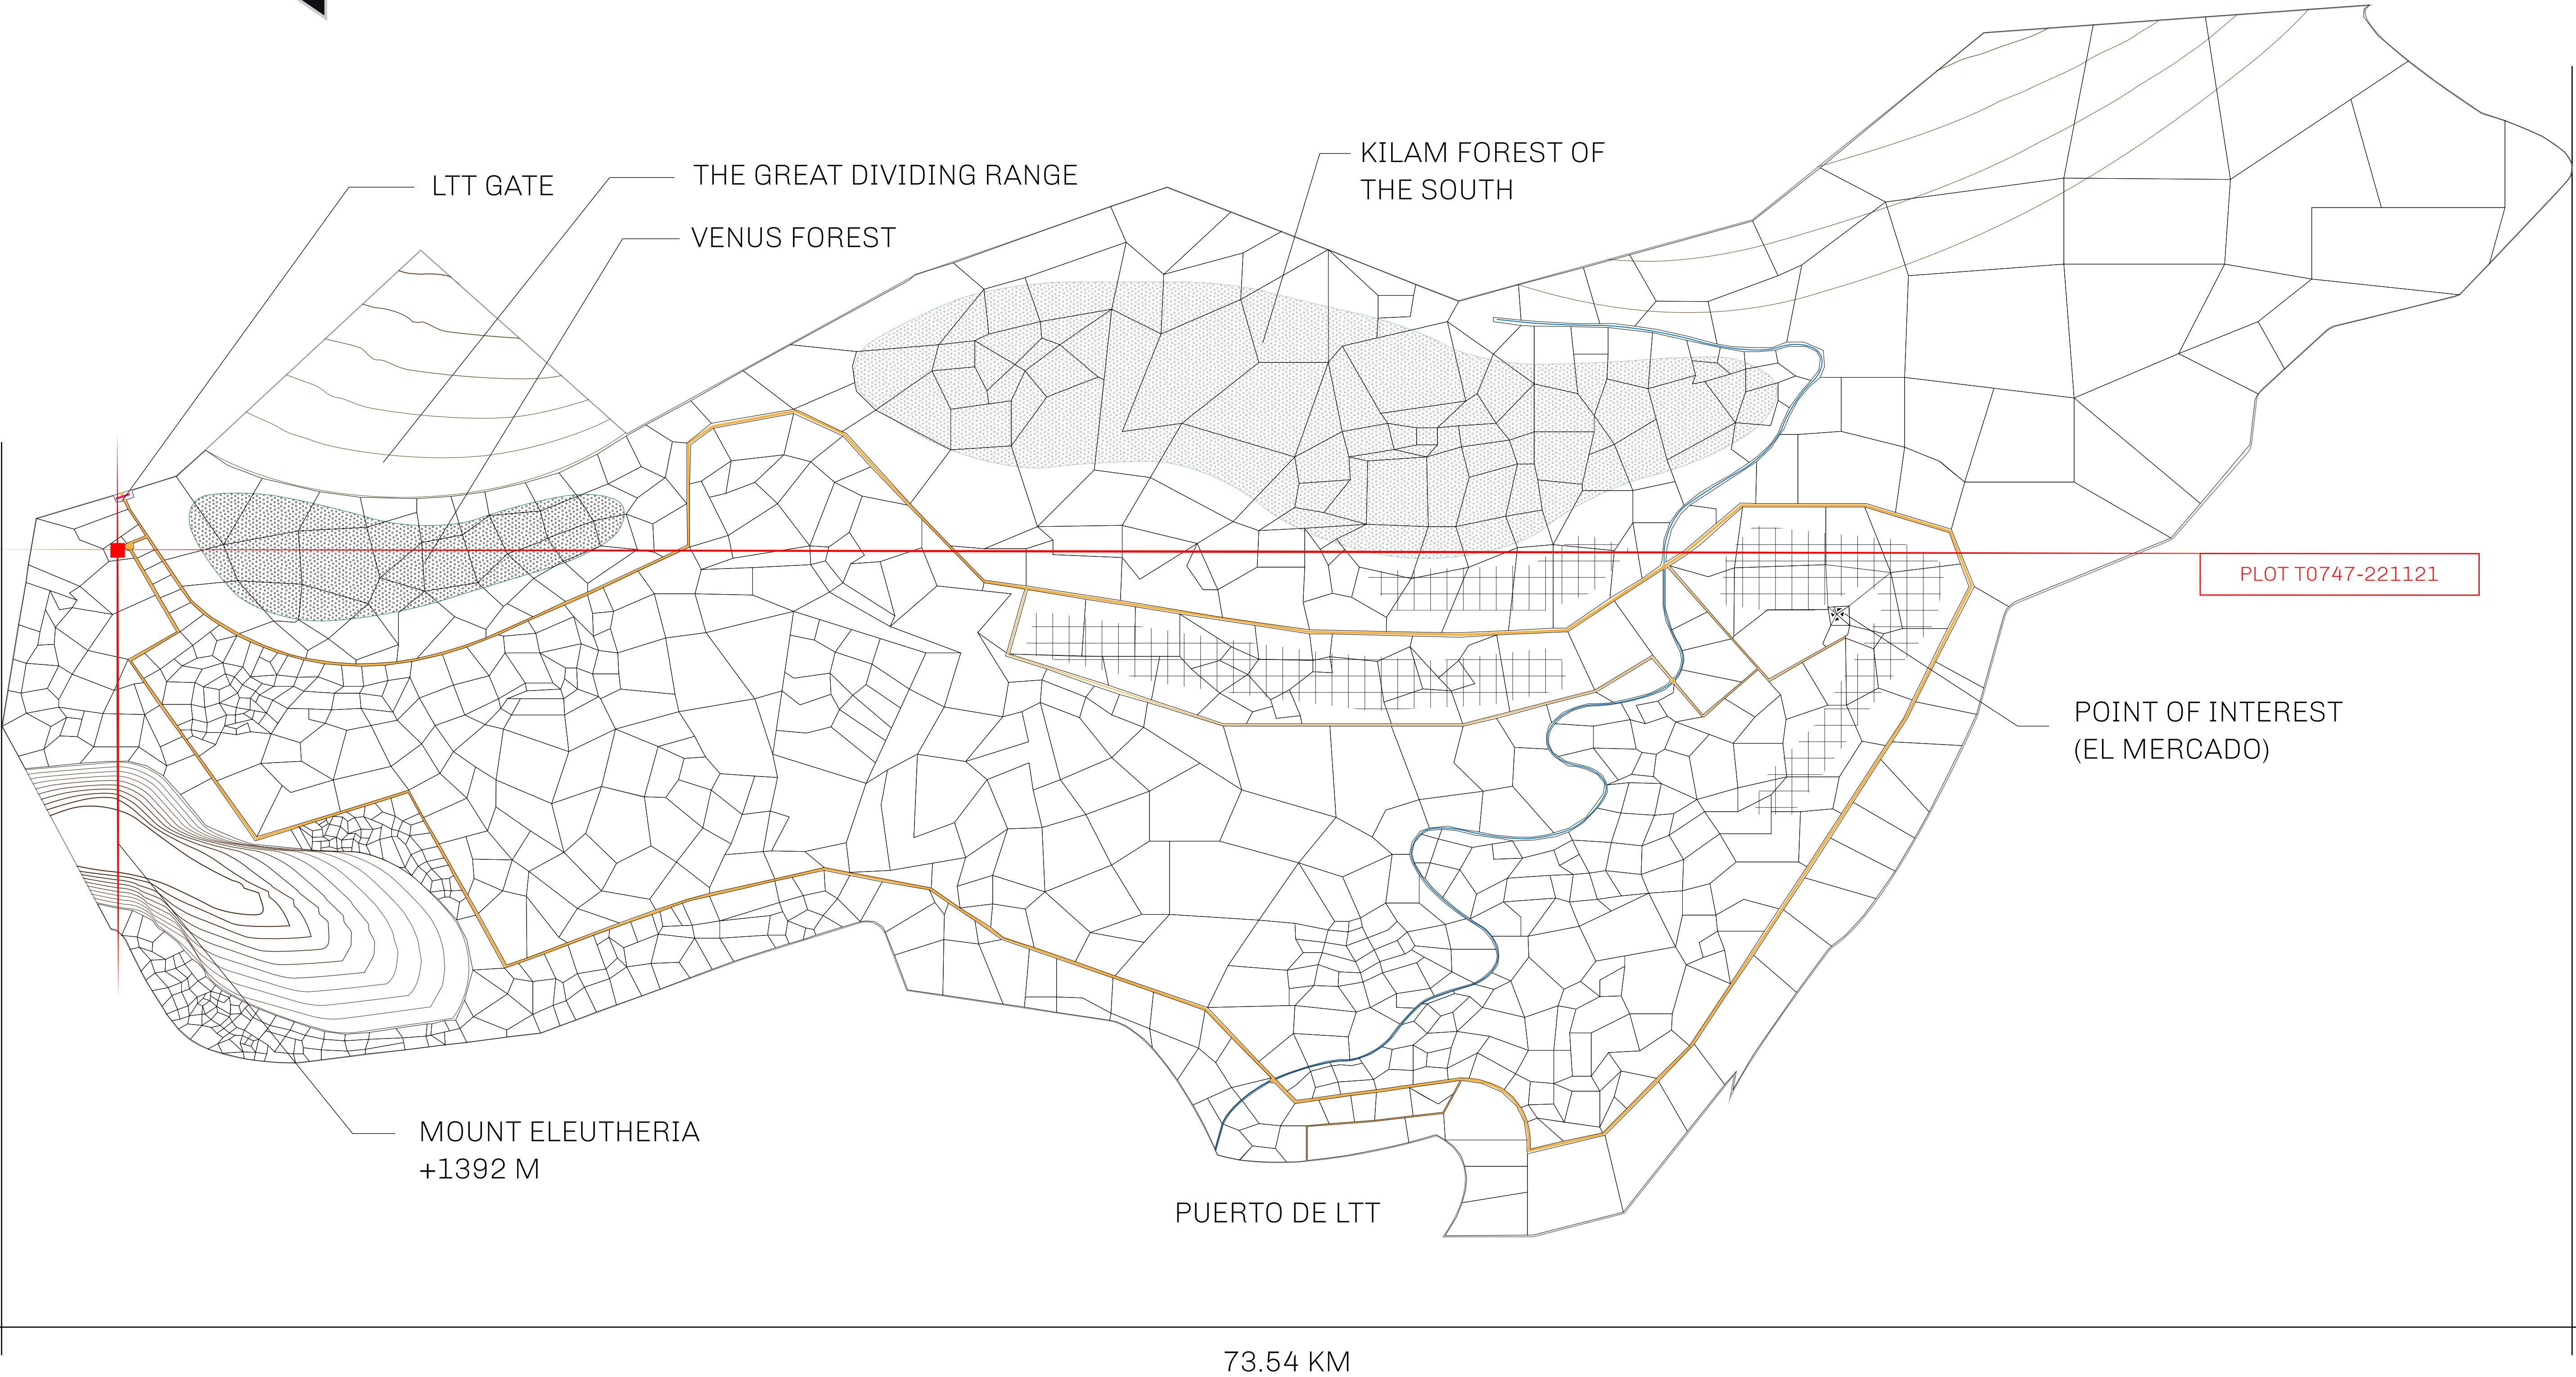 KILAM FOREST OF
THE SOUTH
LTT GATE
THE GREAT DIVIDING RANGE
VENUS FOREST
PLOT T0747-221121
POINT OF INTEREST
(EL MERCADO)
MOUNT ELEUTHERIA
+1392 M
PUERTO DE LTT
73.54 KM